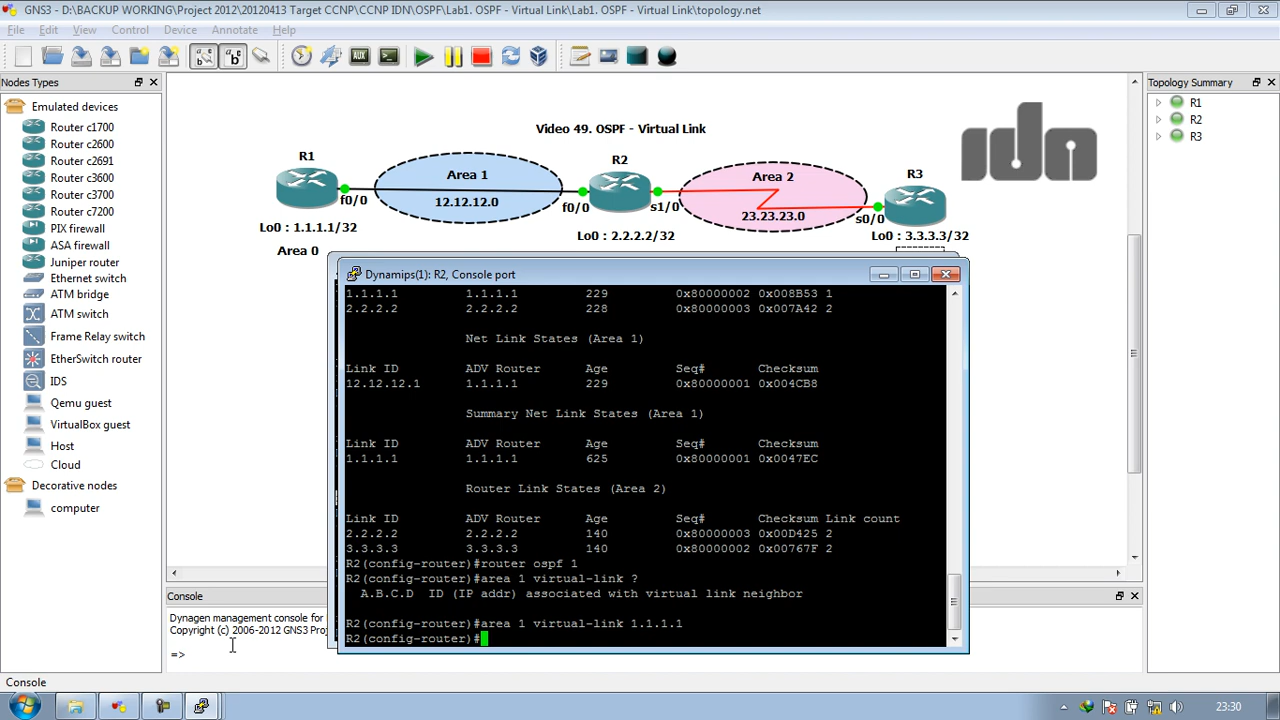 GNS3 - D:\BACKUP WORKING\Project 2012\20120413 Target CCNP\CCNP IDN\OSPF\Lab1. OSPF - Virtual Link\Lab1. OSPF - Virtual Link\topology.net
File Edit View Control Device Annotate Help
Nodes Types
Emulated devices
Router c1700
Router c2600
Router c2691
Router c3600
Router c3700
Router c7200
PIX firewall
ASA firewall
Juniper router
Ethernet switch
ATM bridge
ATM switch
Frame Relay switch
EtherSwitch router
IDS
Qemu guest
VirtualBox guest
Host
Cloud
Decorative nodes
computer
Video 49. OSPF - Virtual Link
idn
R1
Area 1
R2
Area 2
R3
12.12.12.0
23.23.23.0
f0/0
f0/0
s1/0
s0/0
Lo0 : 1.1.1.1/32
Lo0 : 2.2.2.2/32
Lo0 : 3.3.3.3/32
Area 0
Topology Summary
R1
R2
R3
Dynamips(1): R2, Console port
1.1.1.1 1.1.1.1 229 0x80000002 0x008B53 1
2.2.2.2 2.2.2.2 228 0x80000003 0x007A42 2
Net Link States (Area 1)
Link ID ADV Router Age Seq# Checksum
12.12.12.1 1.1.1.1 229 0x80000001 0x004CB8
Summary Net Link States (Area 1)
Link ID ADV Router Age Seq# Checksum
1.1.1.1 1.1.1.1 625 0x80000001 0x0047EC
Router Link States (Area 2)
Link ID ADV Router Age Seq# Checksum Link count
2.2.2.2 2.2.2.2 140 0x80000003 0x00D425 2
3.3.3.3 3.3.3.3 140 0x80000002 0x00767F 2
R2(config-router)#router ospf 1
R2(config-router)#area 1 virtual-link ?
A.B.C.D ID (IP addr) associated with virtual link neighbor
R2(config-router)#area 1 virtual-link 1.1.1.1
R2(config-router)#
Console
Dynagen management console for
Copyright (c) 2006-2012 GNS3 Proj
=>
Console
23:30